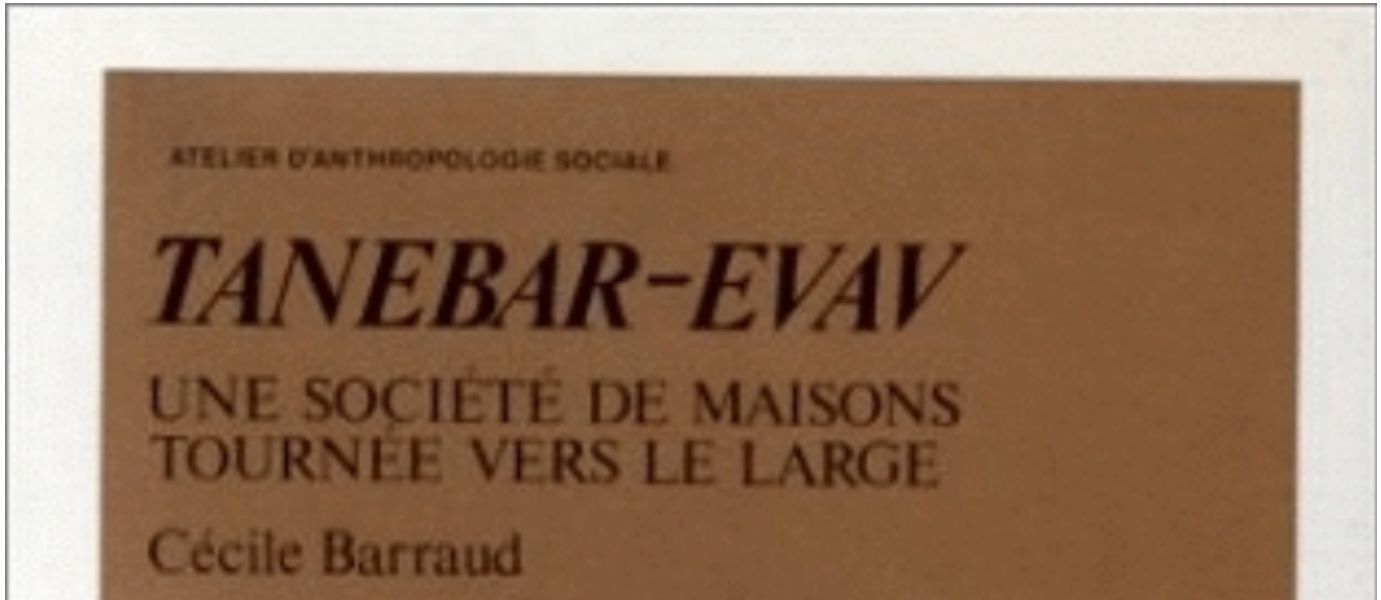 ATELIER D'ANTHROPOLOGIE SOCIALE
TANEBAR-EVAV
UNE SOCIÉTÉ DE MAISONS
TOURNÉE VERS LE LARGE
Cécile Barraud